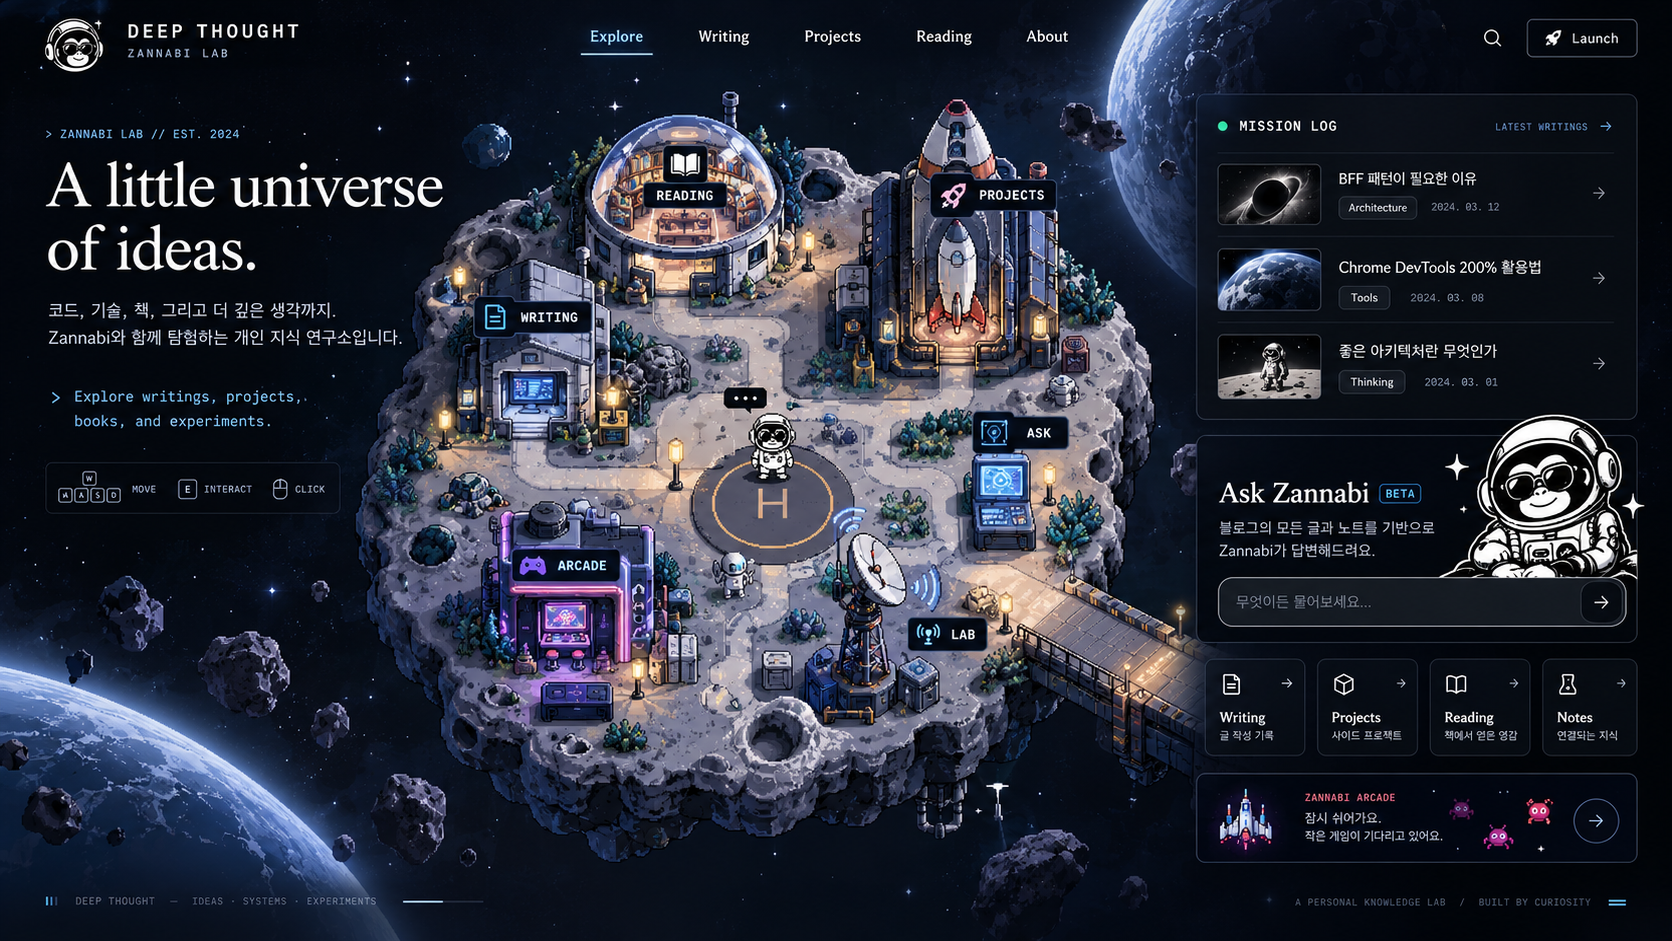 DEEP THOUGHT
ZANNABI LAB
Explore
Writing
Projects
Reading
About
Launch
> ZANNABI LAB // EST. 2024
A little universe
of ideas.
코드, 기술, 책, 그리고 더 깊은 생각까지.
Zannabi와 함께 탐험하는 개인 지식 연구소입니다.
> Explore writings, projects,
books, and experiments.
W
A S D
MOVE
E
INTERACT
CLICK
READING
PROJECTS
WRITING
ASK
H
ARCADE
LAB
MISSION LOG
LATEST WRITINGS →
BFF 패턴이 필요한 이유
Architecture
2024. 03. 12
Chrome DevTools 200% 활용법
Tools
2024. 03. 08
좋은 아키텍처란 무엇인가
Thinking
2024. 03. 01
Ask Zannabi
BETA
블로그의 모든 글과 노트를 기반으로
Zannabi가 답변해드려요.
무엇이든 물어보세요...
Writing
글 작성 기록
Projects
사이드 프로젝트
Reading
책에서 얻은 영감
Notes
연결되는 지식
ZANNABI ARCADE
잠시 쉬어가요.
작은 게임이 기다리고 있어요.
DEEP THOUGHT — IDEAS · SYSTEMS · EXPERIMENTS
A PERSONAL KNOWLEDGE LAB / BUILT BY CURIOSITY